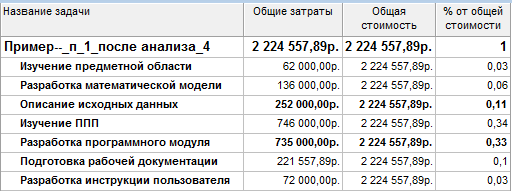 Название задачи Общие затраты Общая стоимость % от общей стоимости
Пример--_п_1_после анализа_4 2 224 557,89р. 2 224 557,89р. 1
Изучение предметной области 62 000,00р. 2 224 557,89р. 0,03
Разработка математической модели 136 000,00р. 2 224 557,89р. 0,06
Описание исходных данных 252 000,00р. 2 224 557,89р. 0,11
Изучение ППП 746 000,00р. 2 224 557,89р. 0,34
Разработка программного модуля 735 000,00р. 2 224 557,89р. 0,33
Подготовка рабочей документации 221 557,89р. 2 224 557,89р. 0,1
Разработка инструкции пользователя 72 000,00р. 2 224 557,89р. 0,03